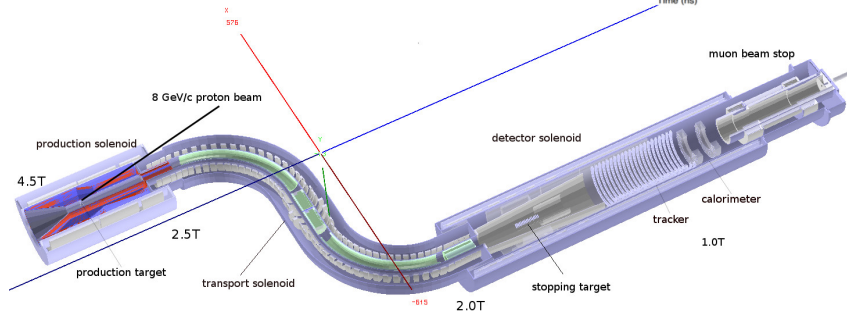 Time (ns)
X
576
muon beam stop
8 GeV/c proton beam
production solenoid
detector solenoid
Y
4.5T
calorimeter
tracker
2.5T
1.0T
production target
transport solenoid
stopping target
-615
2.0T